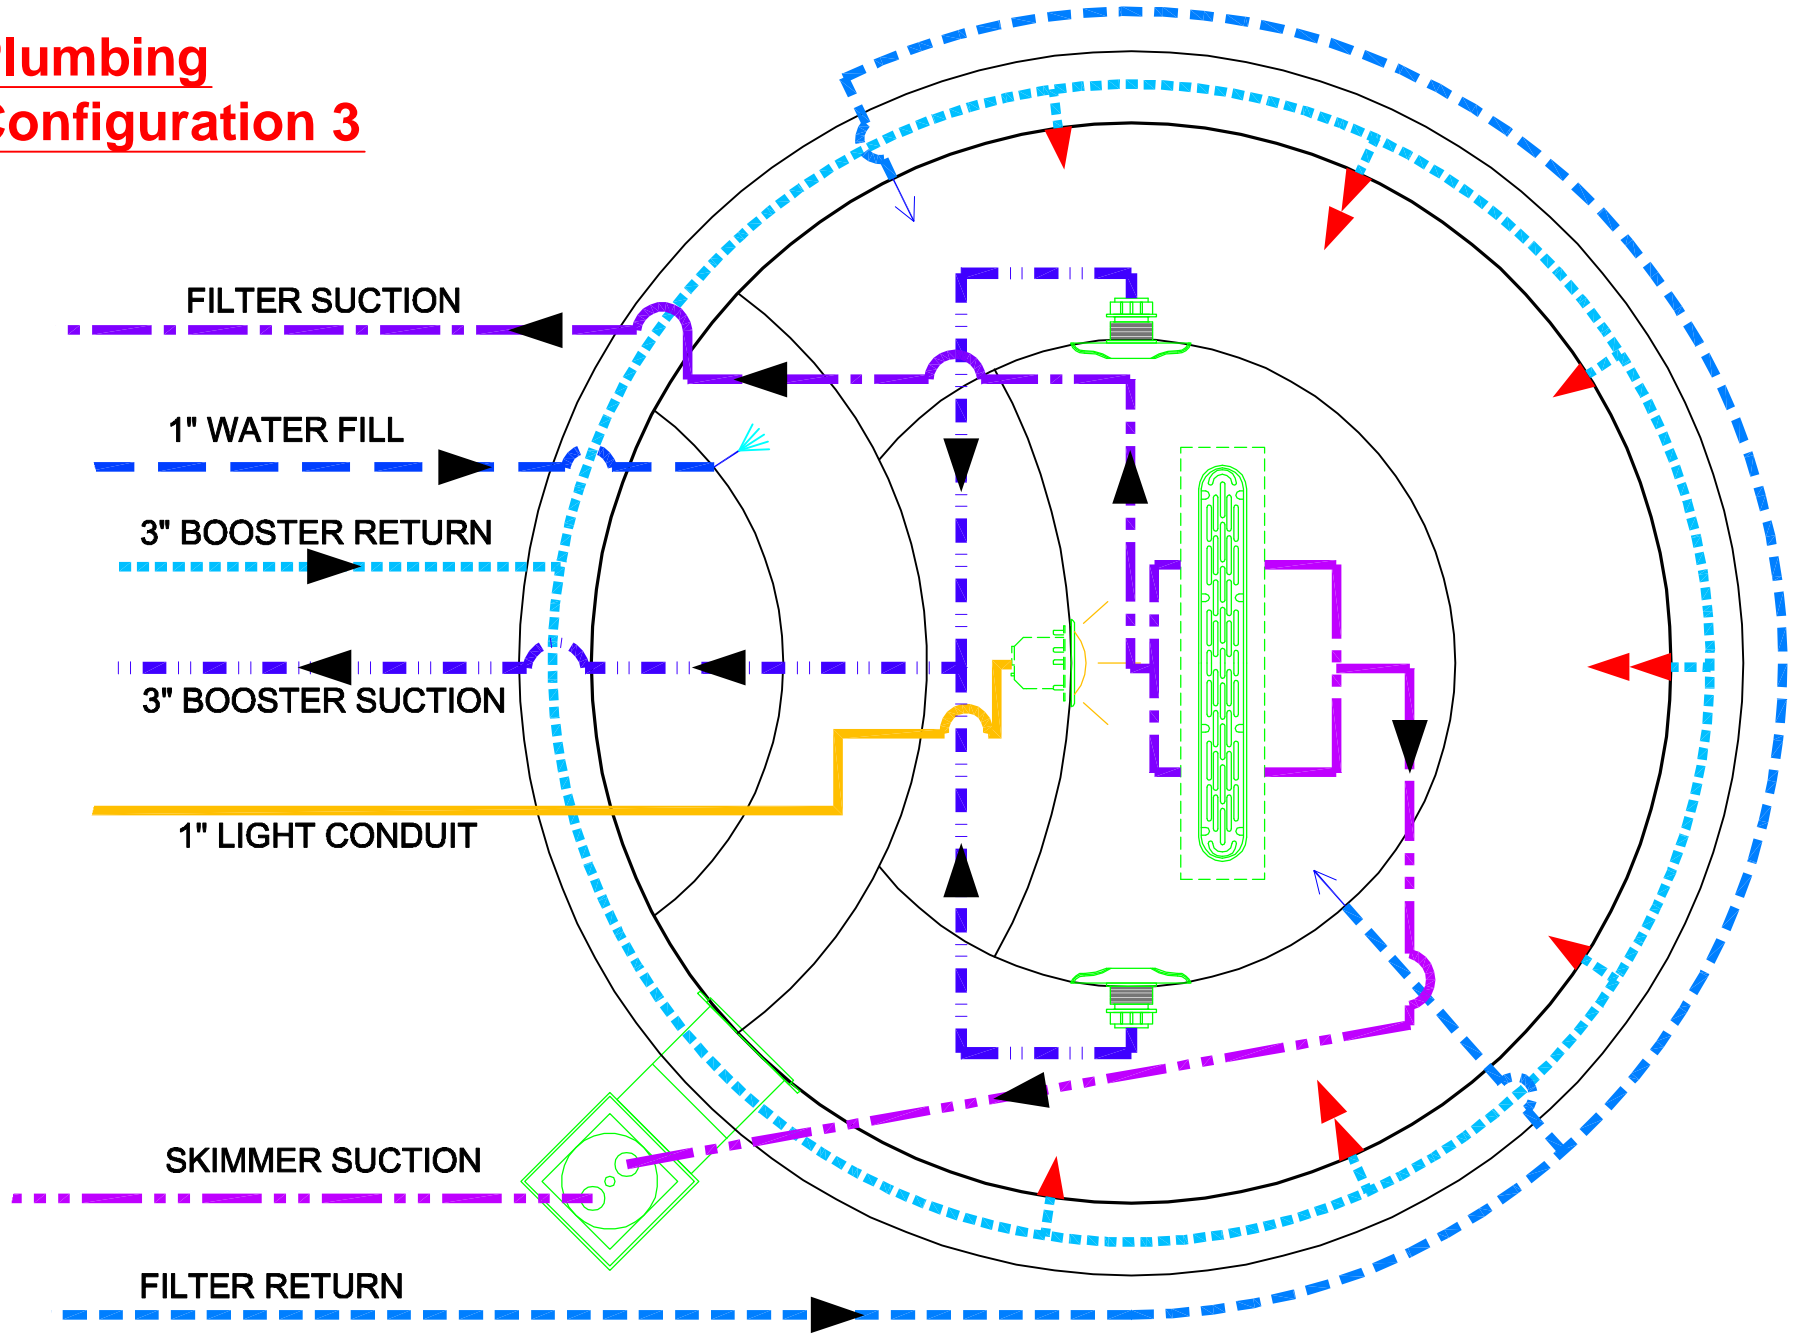 lumbing
Configuration 3
FILTER SUCTION
1" WATER FILL
3" BOOSTER RETURN
3" BOOSTER SUCTION
1" LIGHT CONDUIT
SKIMMER SUCTION
FILTER RETURN